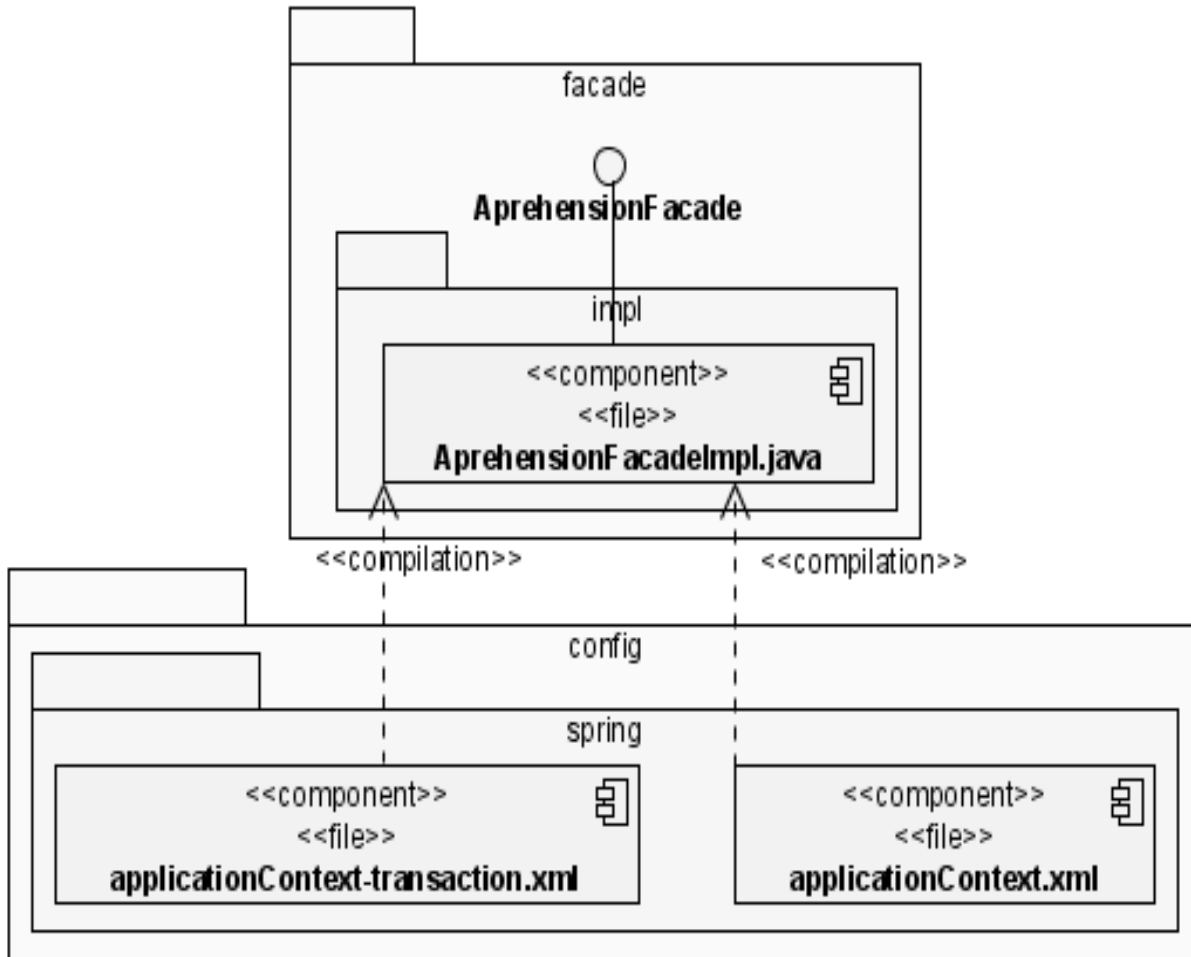 facade
AprehensionFacade
impl
<<component>>
<<file>>
AprehensionFacadeImpl.java
<<compilation>>
<<compilation>>
config
spring
<<component>>
<<file>>
applicationContext-transaction.xml
<<component>>
<<file>>
applicationContext.xml